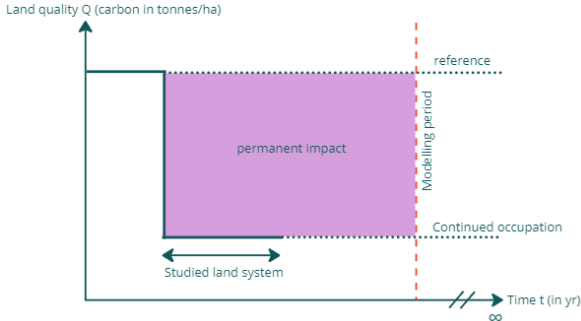 Land quality Q (carbon in tonnes/ha)
reference
permanent impact
Modelling period
Continued occupation
Studied land system
Time t (in yr)
∞